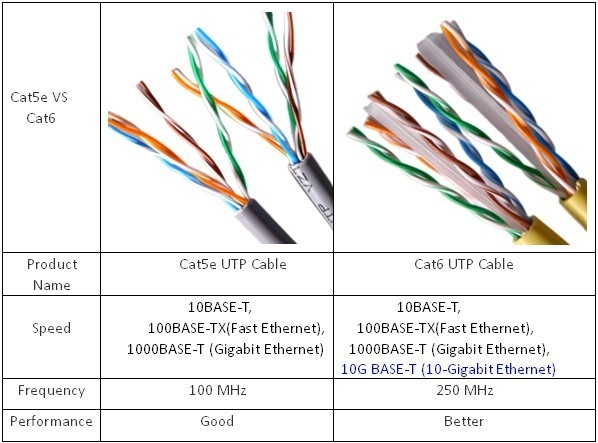 Cat5e VS
Cat6
UTP V2T
Product
Name
Cat5e UTP Cable
Cat6 UTP Cable
Speed
10BASE-T,
100BASE-TX(Fast Ethernet),
1000BASE-T (Gigabit Ethernet)
10BASE-T,
100BASE-TX(Fast Ethernet),
1000BASE-T (Gigabit Ethernet),
10G BASE-T (10-Gigabit Ethernet)
Frequency
100 MHz
250 MHz
Performance
Good
Better